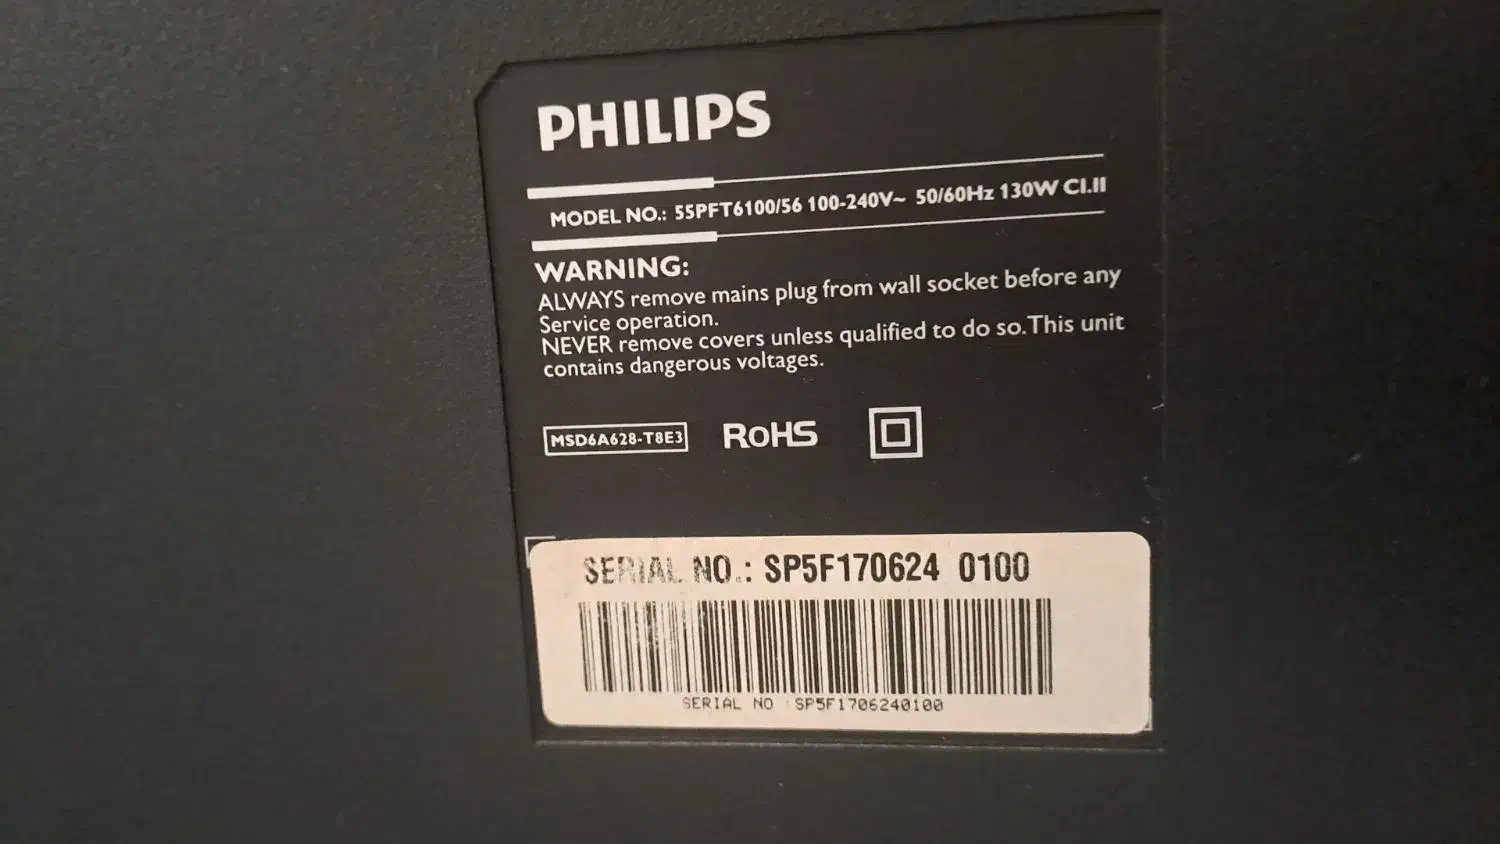 PHILIPS
MODEL NO.: 55PFT6100/56 100-240V~ 50/60Hz 130W Cl.II
WARNING:
ALWAYS remove mains plug from wall socket before any
Service operation.
NEVER remove covers unless qualified to do so.This unit
contains dangerous voltages.
MSD6A628-T8E3 RoHS
SERIAL NO.: SP5F170624 0100
SERIAL NO :SP5F1706240100